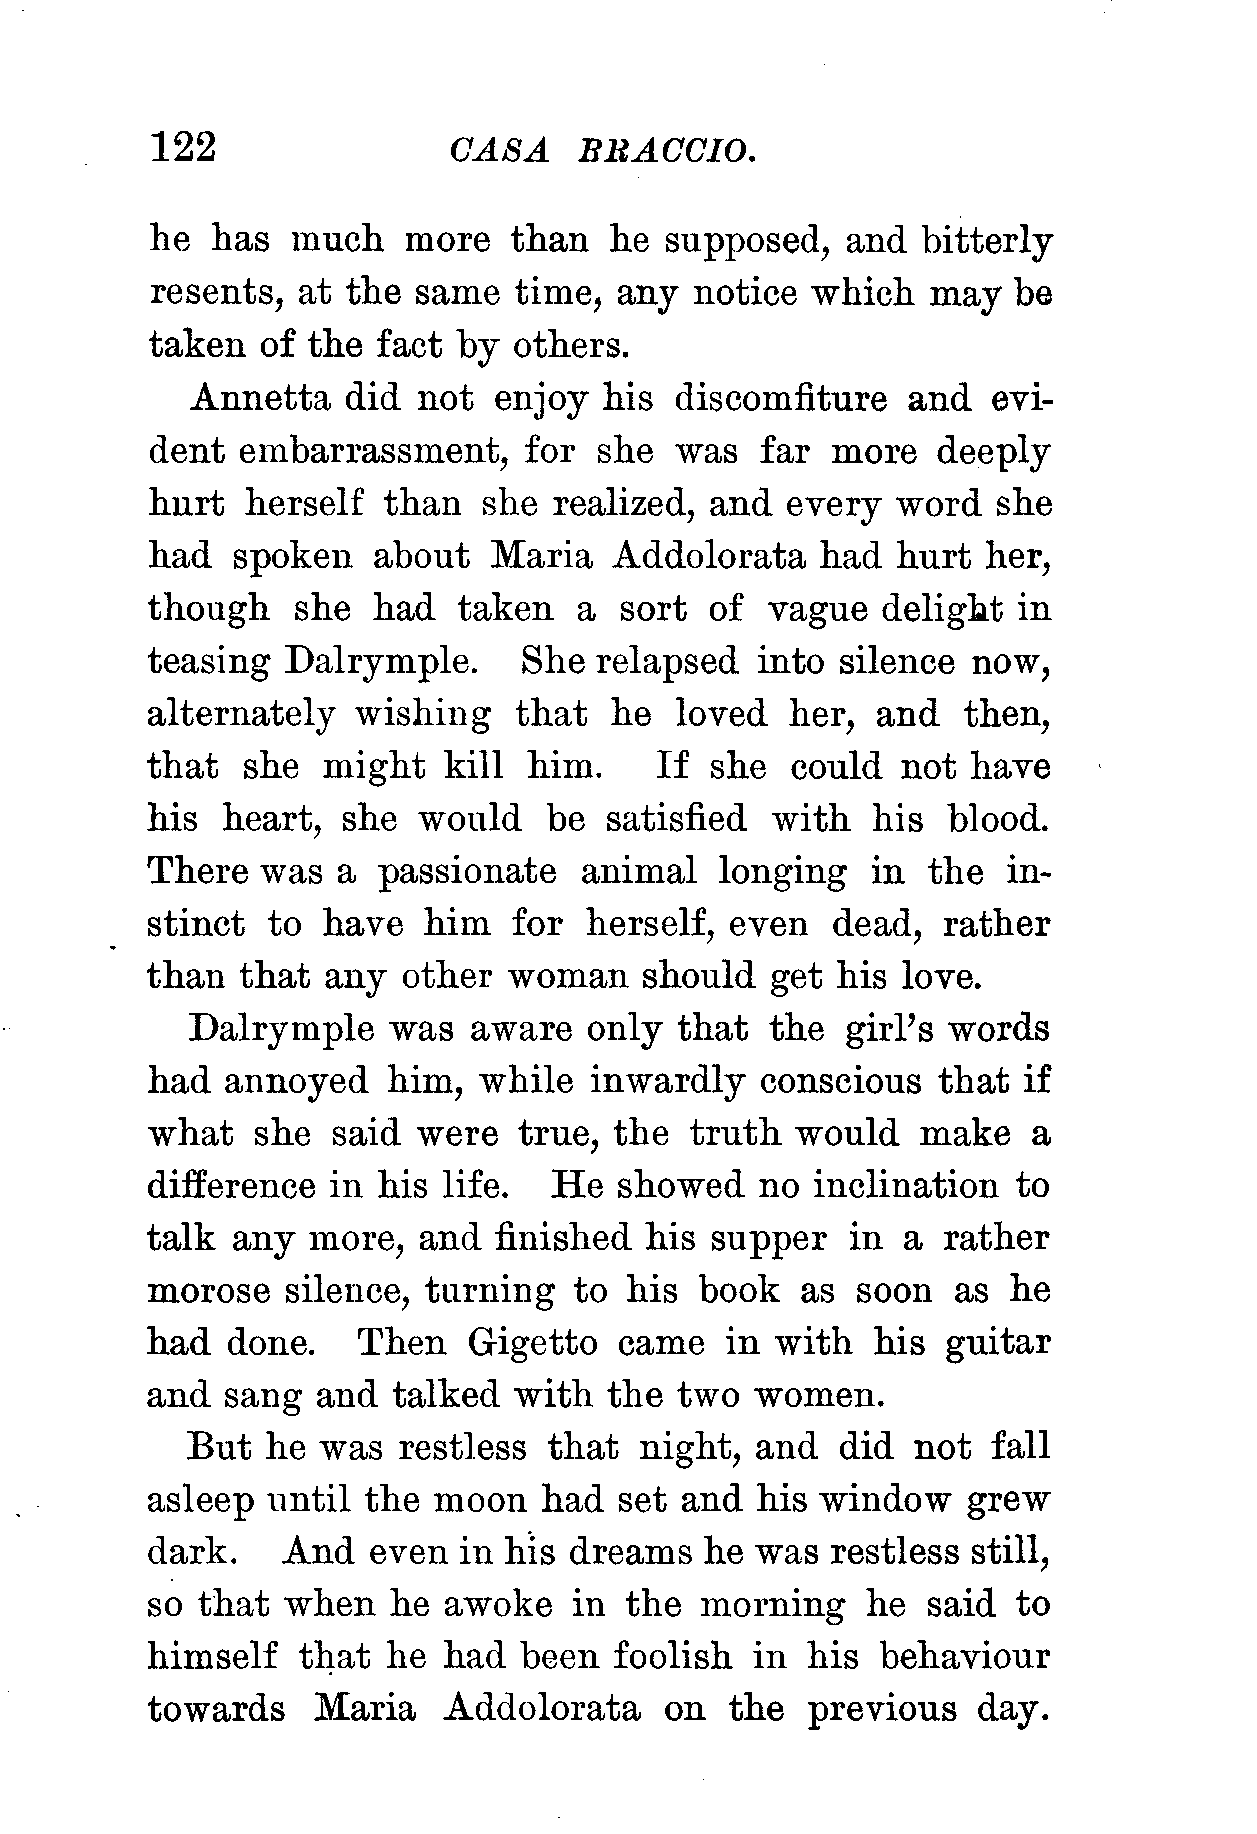 122 CASA BRACCIO.
he has much more than he supposed, and bitterly
resents, at the same time, any notice which may be
taken of the fact by others.
Annetta did not enjoy his discomfiture and evi-
dent embarrassment, for she was far more deeply
hurt herself than she realized, and every word she
had spoken about Maria Addolorata had hurt her,
though she had taken a sort of vague delight in
teasing Dalrymple. She relapsed into silence now,
alternately wishing that he loved her, and then,
that she might kill him. If she could not have
his heart, she would be satisfied with his blood.
There was a passionate animal longing in the in-
stinct to have him for herself, even dead, rather
than that any other woman should get his love.
Dalrymple was aware only that the girl's words
had annoyed him, while inwardly conscious that if
what she said were true, the truth would make a
difference in his life. He showed no inclination to
talk any more, and finished his supper in a rather
morose silence, turning to his book as soon as he
had done. Then Gigetto came in with his guitar
and sang and talked with the two women.
But he was restless that night, and did not fall
asleep until the moon had set and his window grew
dark. And even in his dreams he was restless still,
so that when he awoke in the morning he said to
himself that he had been foolish in his behaviour
towards Maria Addolorata on the previous day.